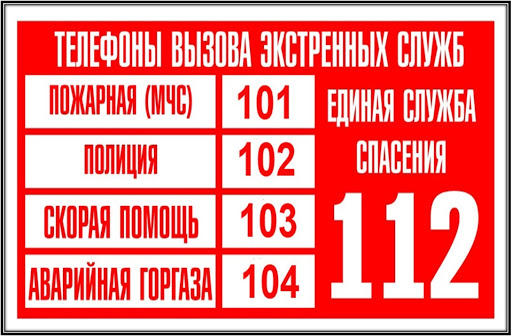 ТЕЛЕФОНЫ ВЫЗОВА ЭКСТРЕННЫХ СЛУЖБ
ПОЖАРНАЯ (МЧС) 101
ПОЛИЦИЯ 102
СКОРАЯ ПОМОЩЬ 103
АВАРИЙНАЯ ГОРГАЗА 104
ЕДИНАЯ СЛУЖБА
СПАСЕНИЯ
112